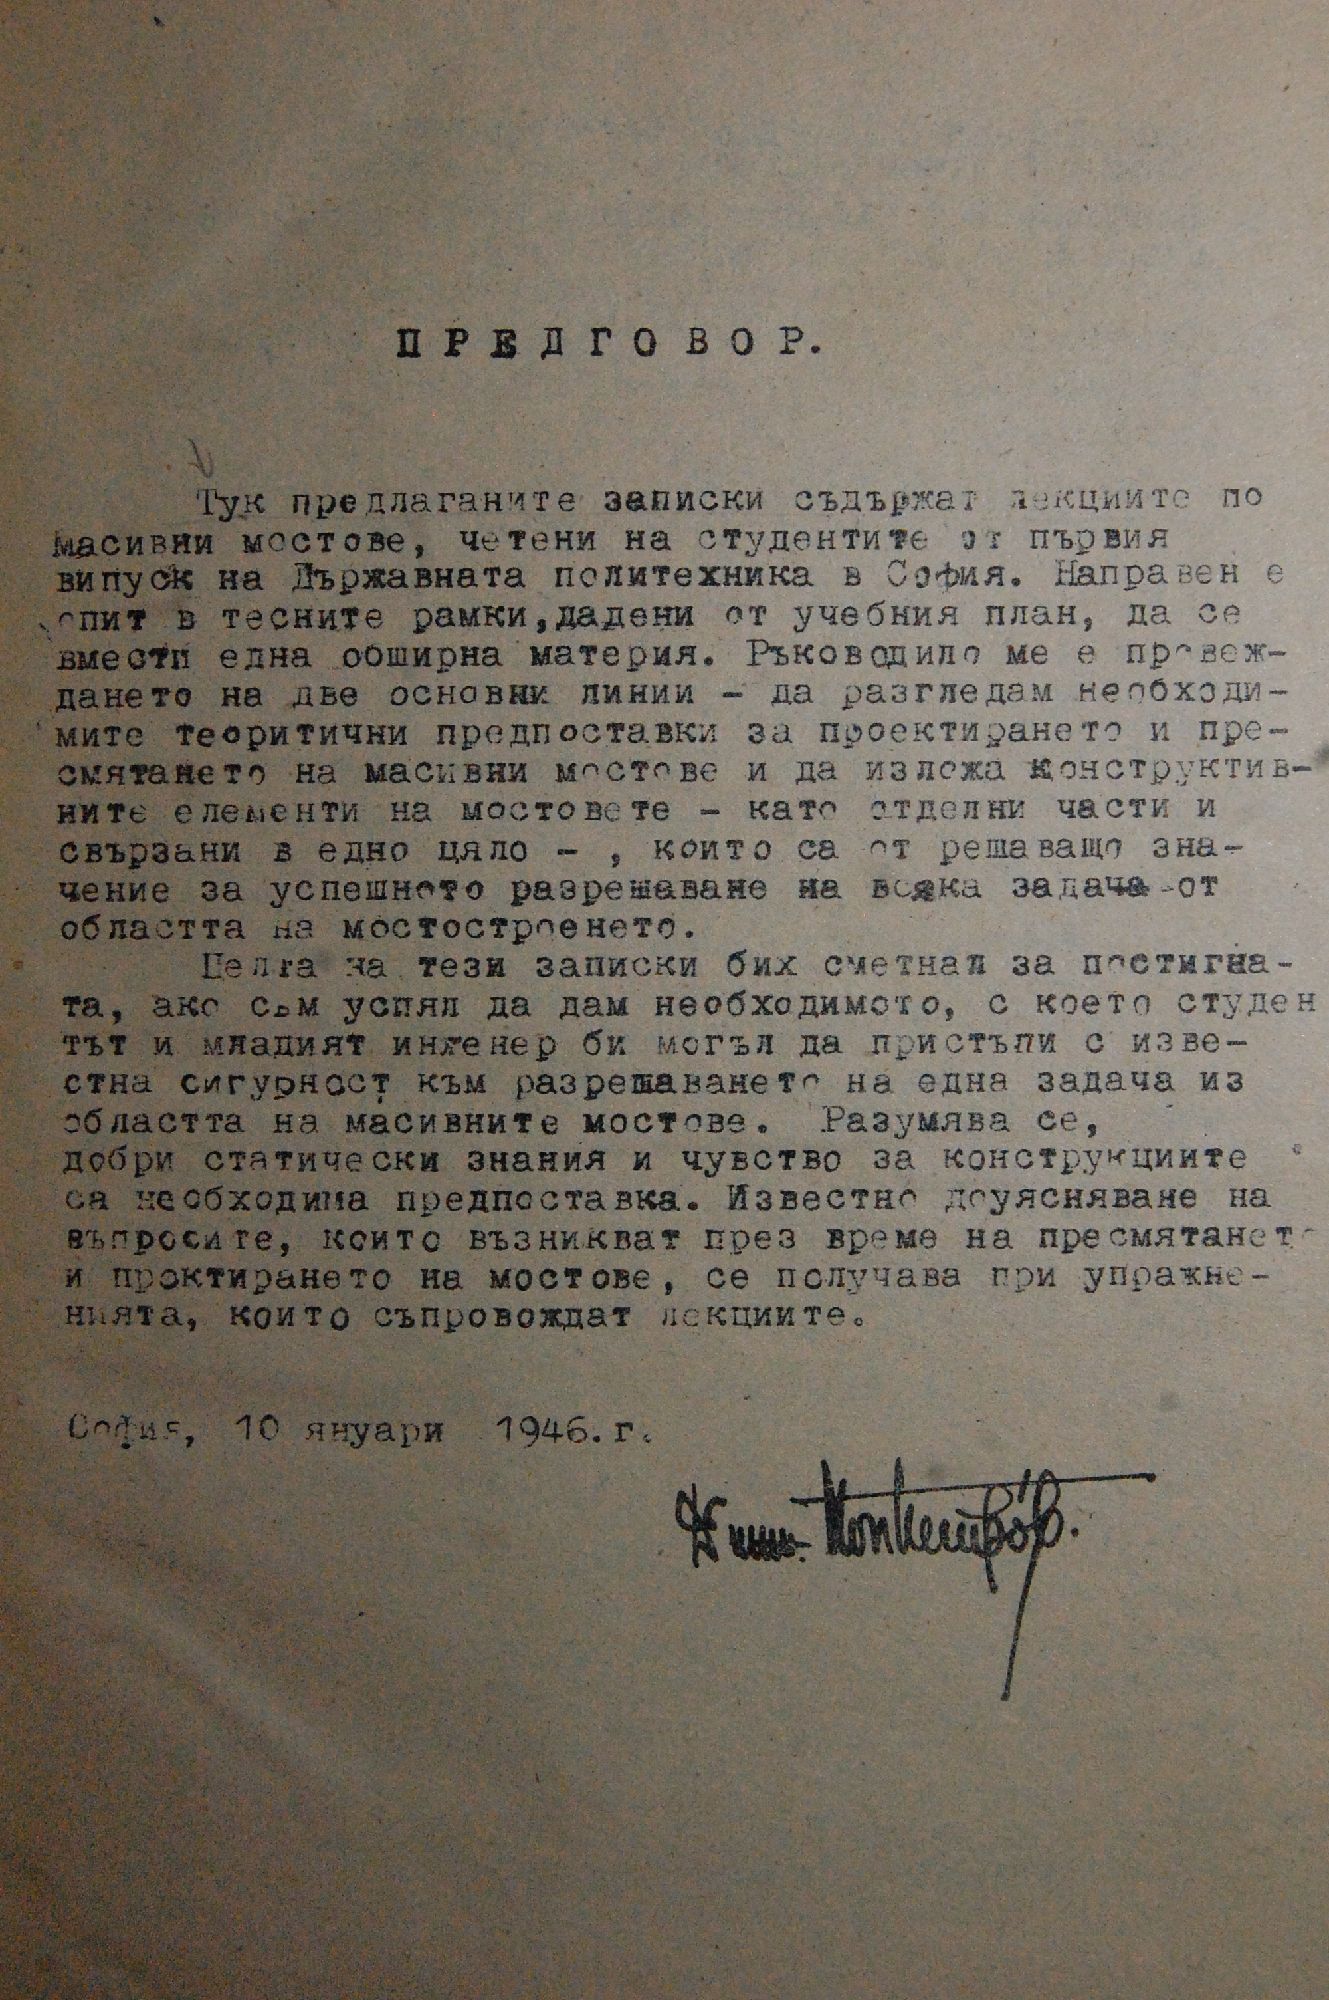 ПРЕДГОВОР.
Тук предлаганите записки съдържат лекциите по
масивни мостове, четени на студентите от първия
випуск на Държавната политехника в София. Направен е
опит в тесните рамки, дадени от учебния план, да се
вмести една обширна материя. Ръководило ме е провеж-
дането на две основни линии - да разгледам необходи-
мите теоритични предпоставки за проектирането и пре-
смятането на масивни мостове и да изложа конструктив-
ните елементи на мостовете - като отделни части и
свързани в едно цяло - , които са от решаващо зна-
чение за успешното разрешаване на всяка задача от
областта на мостостроенето.
Целта на тези записки бих сметнал за постигна-
та, ако съм успял да дам необходимото, с което студен
тът и младият инженер би могъл да пристъпи с изве-
стна сигурност към разрешаването на една задача из
областта на масивните мостове. Разумява се,
добри статически знания и чувство за конструкциите
са необходима предпоставка. Известно доуясняване на
въпросите, които възникват през време на пресмятането
и проктирането на мостове, се получава при упражне-
нията, които съпровождат лекциите.
София, 10 януари 1946.г.